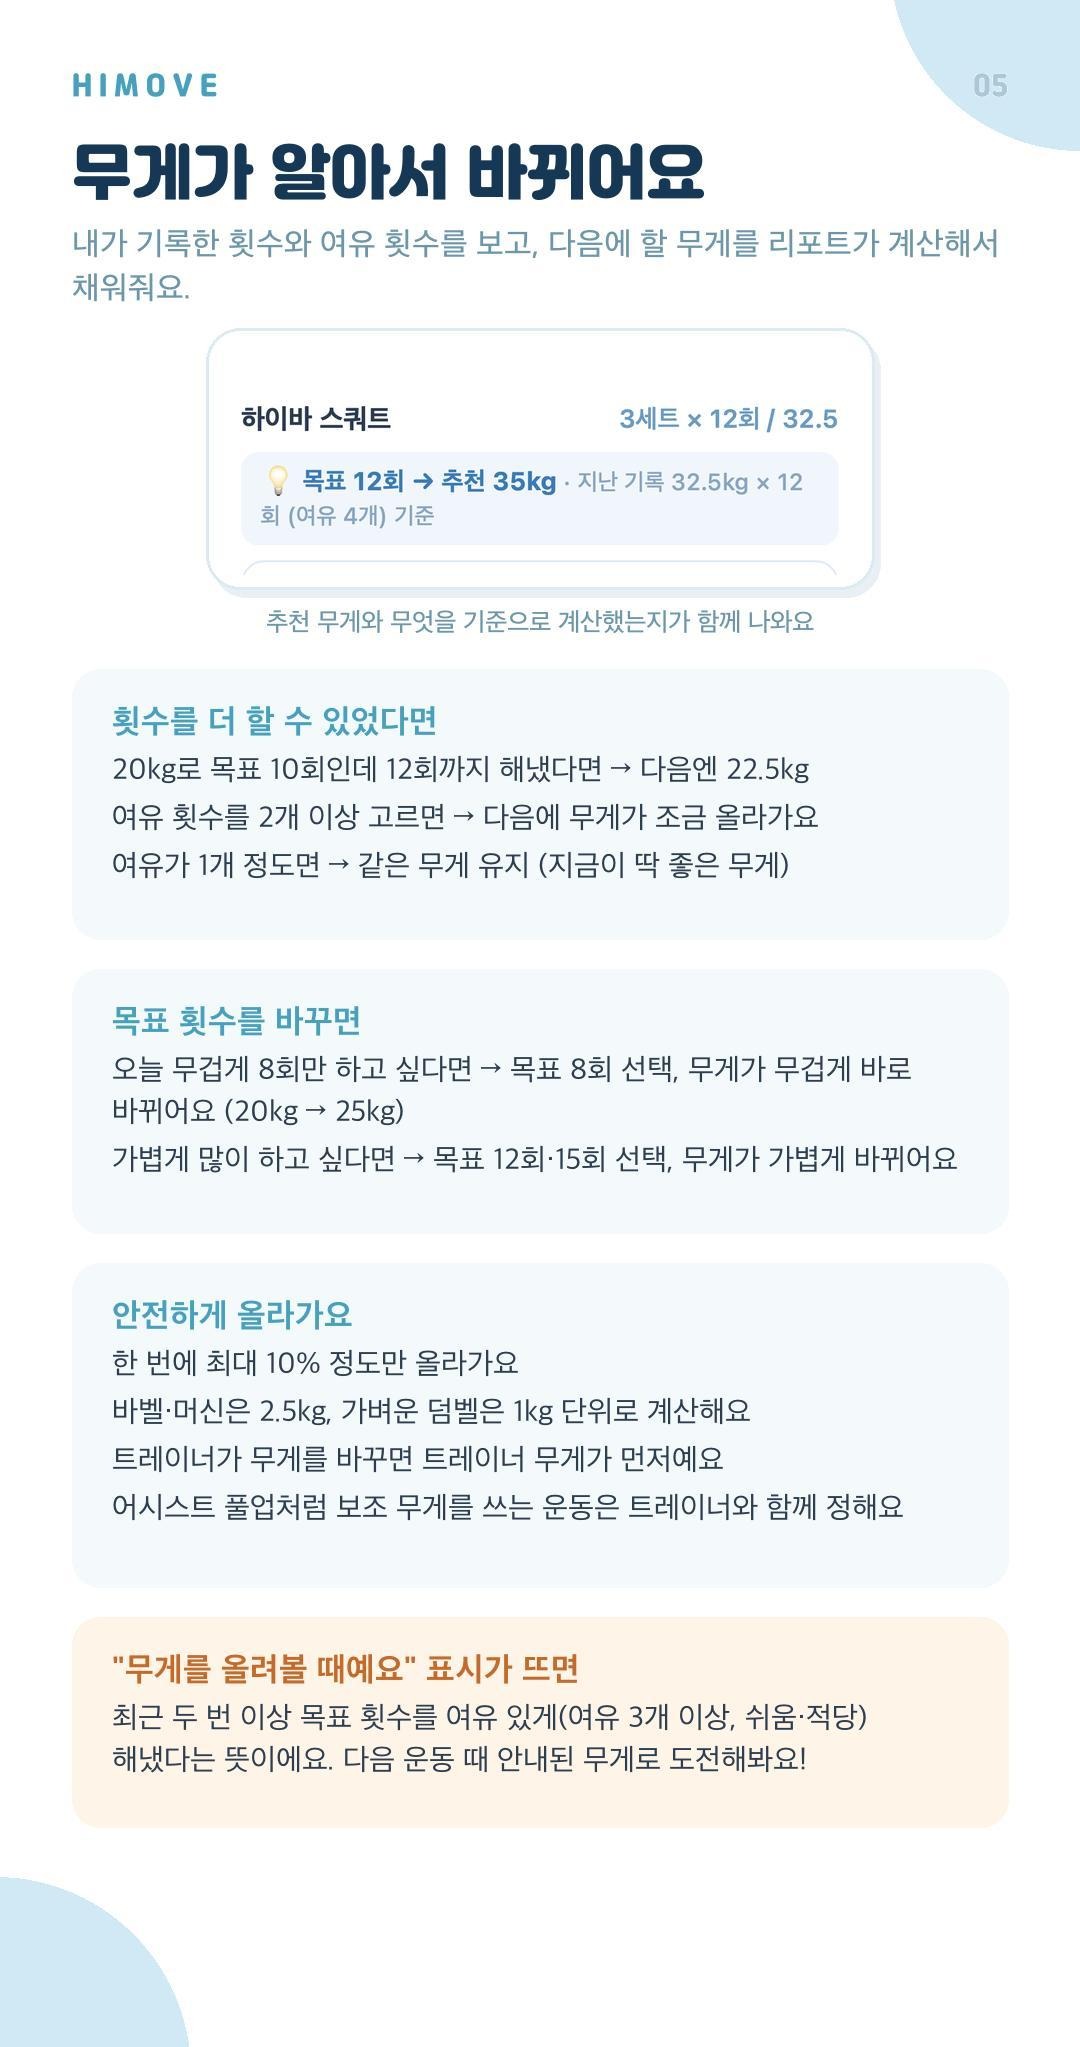 HIMOVE
05
무게가 알아서 바뀌어요
내가 기록한 횟수와 여유 횟수를 보고, 다음에 할 무게를 리포트가 계산해서
채워줘요.
하이바 스쿼트
3세트 × 12회 / 32.5
💡 목표 12회 → 추천 35kg · 지난 기록 32.5kg × 12
회 (여유 4개) 기준
추천 무게와 무엇을 기준으로 계산했는지가 함께 나와요
횟수를 더 할 수 있었다면
20kg로 목표 10회인데 12회까지 해냈다면 → 다음엔 22.5kg
여유 횟수를 2개 이상 고르면 → 다음에 무게가 조금 올라가요
여유가 1개 정도면 → 같은 무게 유지 (지금이 딱 좋은 무게)
목표 횟수를 바꾸면
오늘 무겁게 8회만 하고 싶다면 → 목표 8회 선택, 무게가 무겁게 바로
바뀌어요 (20kg → 25kg)
가볍게 많이 하고 싶다면 → 목표 12회·15회 선택, 무게가 가볍게 바뀌어요
안전하게 올라가요
한 번에 최대 10% 정도만 올라가요
바벨·머신은 2.5kg, 가벼운 덤벨은 1kg 단위로 계산해요
트레이너가 무게를 바꾸면 트레이너 무게가 먼저예요
어시스트 풀업처럼 보조 무게를 쓰는 운동은 트레이너와 함께 정해요
"무게를 올려볼 때예요" 표시가 뜨면
최근 두 번 이상 목표 횟수를 여유 있게(여유 3개 이상, 쉬움·적당)
해냈다는 뜻이에요. 다음 운동 때 안내된 무게로 도전해봐요!